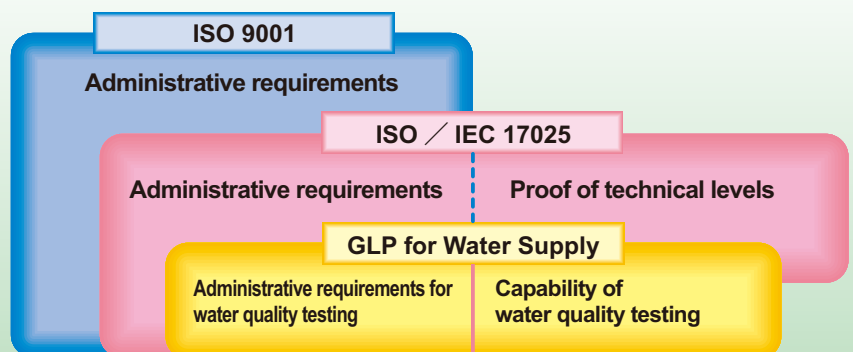 ISO 9001
Administrative requirements
ISO／IEC 17025
Administrative requirements
Proof of technical levels
GLP for Water Supply
Administrative requirements for
water quality testing
Capability of
water quality testing